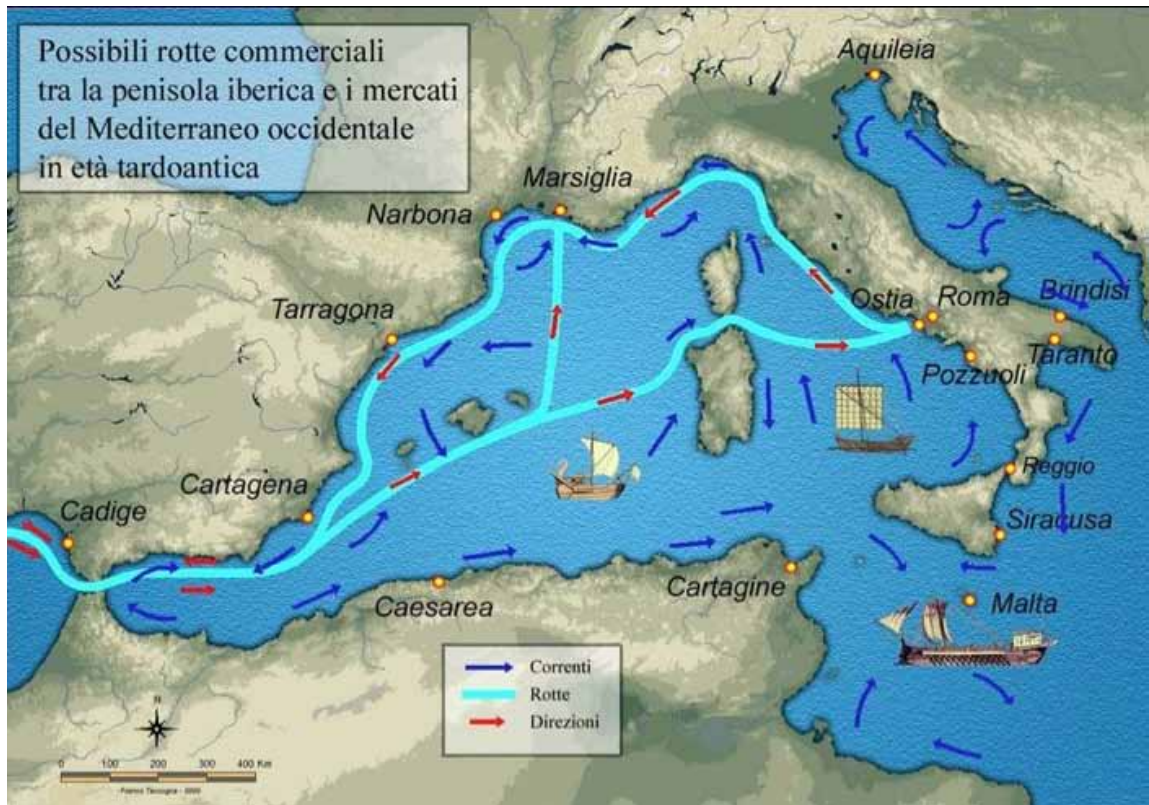 Possibili rotte commerciali
tra la penisola iberica e i mercati
del Mediterraneo occidentale
in età tardoantica
Aquileia
Marsiglia
Narbona
Tarragona
Ostia
Roma
Brindisi
Pozzuoli
Taranto
Cartagena
Reggio
Cadige
Siracusa
Caesarea
Cartagine
Malta
Correnti
Rotte
Direzioni
N
0 100 200 300 400 Km